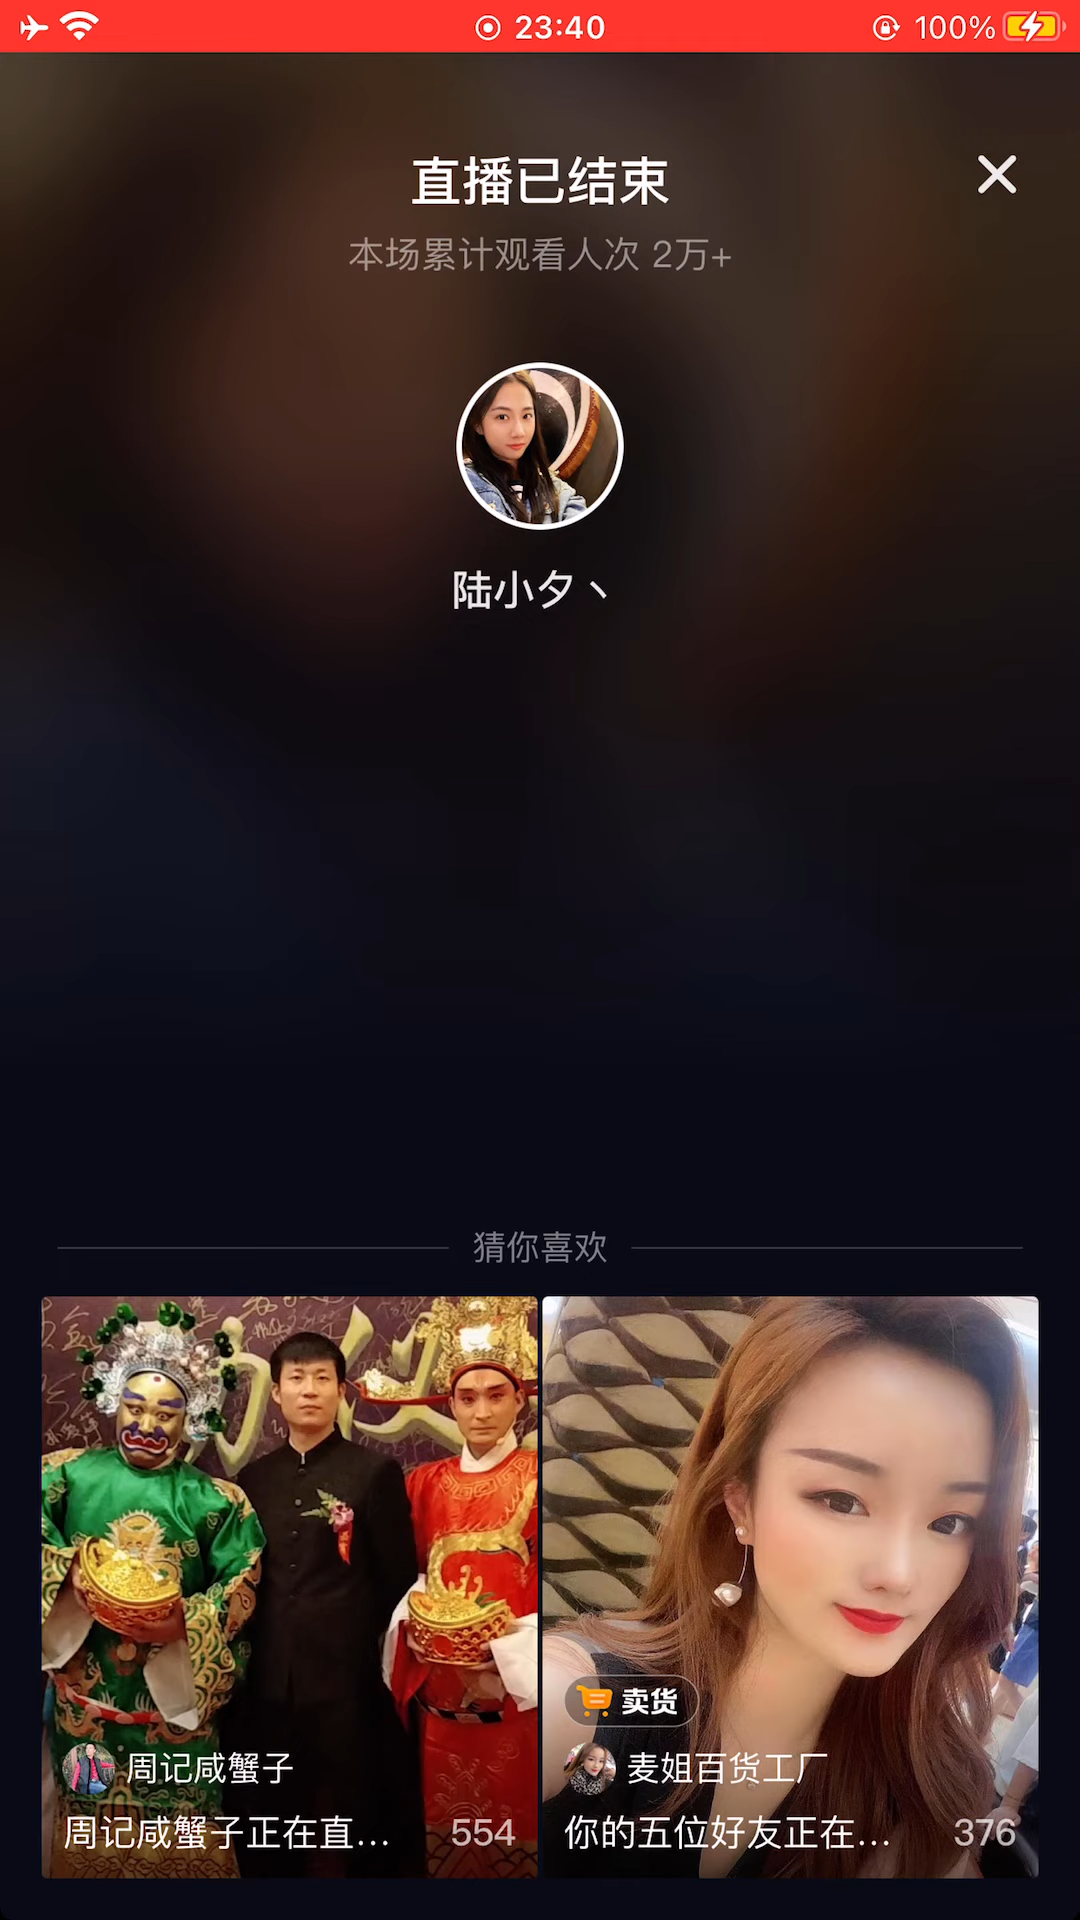 23:40
100%
直播已结束
本场累计观看人次 2万+
陆小夕丶
猜你喜欢
卖货
周记咸蟹子
麦姐百货工厂
周记咸蟹子正在直... 554
你的五位好友正在... 376